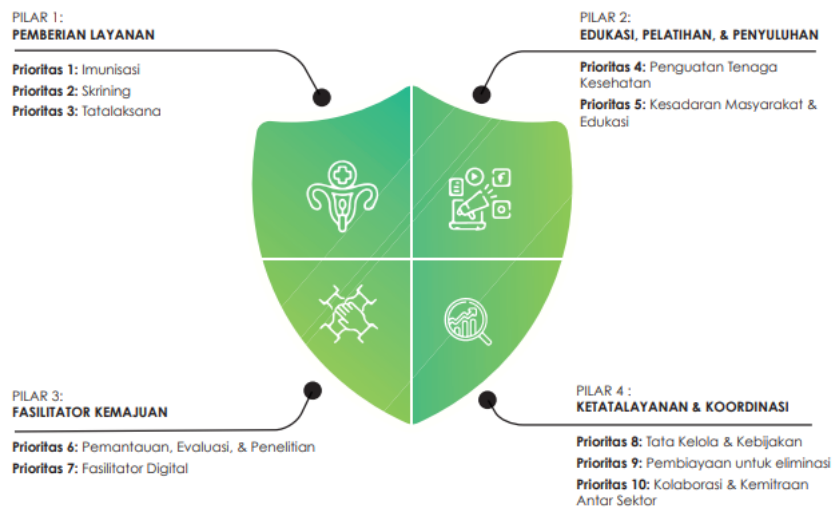 PILAR 1:
PEMBERIAN LAYANAN
Prioritas 1: Imunisasi
Prioritas 2: Skrining
Prioritas 3: Tatalaksana
PILAR 2:
EDUKASI, PELATIHAN, & PENYULUHAN
Prioritas 4: Penguatan Tenaga
Kesehatan
Prioritas 5: Kesadaran Masyarakat &
Edukasi
PILAR 3:
FASILITATOR KEMAJUAN
Prioritas 6: Pemantauan, Evaluasi, & Penelitian
Prioritas 7: Fasilitator Digital
PILAR 4 :
KETATALAYANAN & KOORDINASI
Prioritas 8: Tata Kelola & Kebijakan
Prioritas 9: Pembiayaan untuk eliminasi
Prioritas 10: Kolaborasi & Kemitraan
Antar Sektor